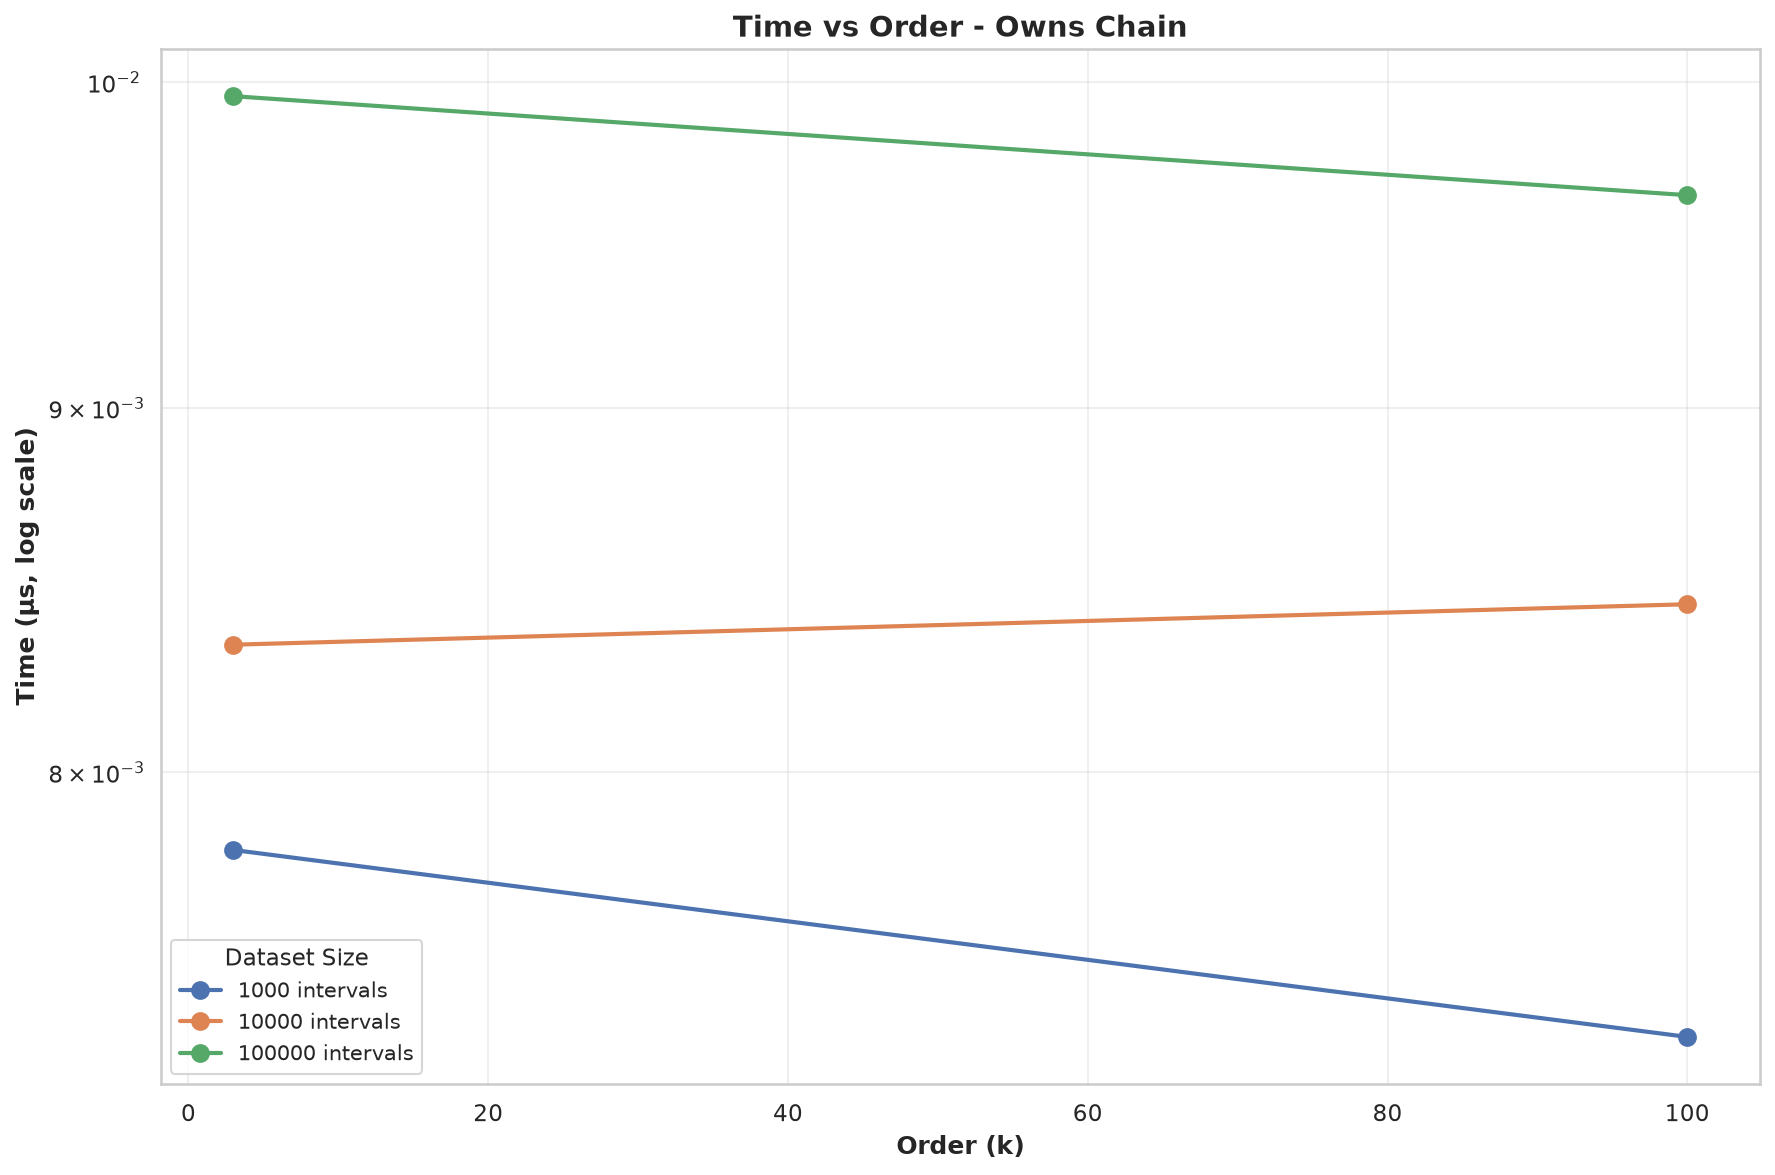 Time vs Order - Owns Chain
10⁻²
9 × 10⁻³
8 × 10⁻³
Time (µs, log scale)
Dataset Size
1000 intervals
10000 intervals
100000 intervals
0 20 40 60 80 100
Order (k)